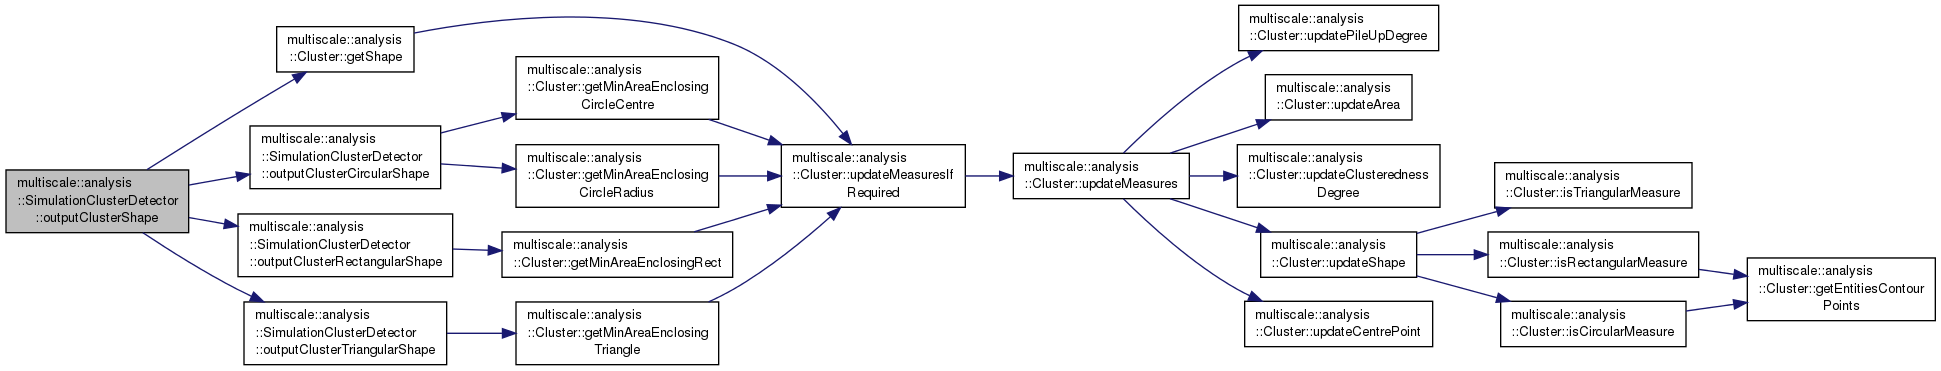 multiscale::analysis
::SimulationClusterDetector
::outputClusterShape
multiscale::analysis
::Cluster::getShape
multiscale::analysis
::SimulationClusterDetector
::outputClusterCircularShape
multiscale::analysis
::SimulationClusterDetector
::outputClusterRectangularShape
multiscale::analysis
::SimulationClusterDetector
::outputClusterTriangularShape
multiscale::analysis
::Cluster::getMinAreaEnclosing
CircleCentre
multiscale::analysis
::Cluster::getMinAreaEnclosing
CircleRadius
multiscale::analysis
::Cluster::getMinAreaEnclosingRect
multiscale::analysis
::Cluster::getMinAreaEnclosing
Triangle
multiscale::analysis
::Cluster::updateMeasuresIf
Required
multiscale::analysis
::Cluster::updateMeasures
multiscale::analysis
::Cluster::updatePileUpDegree
multiscale::analysis
::Cluster::updateArea
multiscale::analysis
::Cluster::updateClusteredness
Degree
multiscale::analysis
::Cluster::updateShape
multiscale::analysis
::Cluster::updateCentrePoint
multiscale::analysis
::Cluster::isTriangularMeasure
multiscale::analysis
::Cluster::isRectangularMeasure
multiscale::analysis
::Cluster::isCircularMeasure
multiscale::analysis
::Cluster::getEntitiesContour
Points